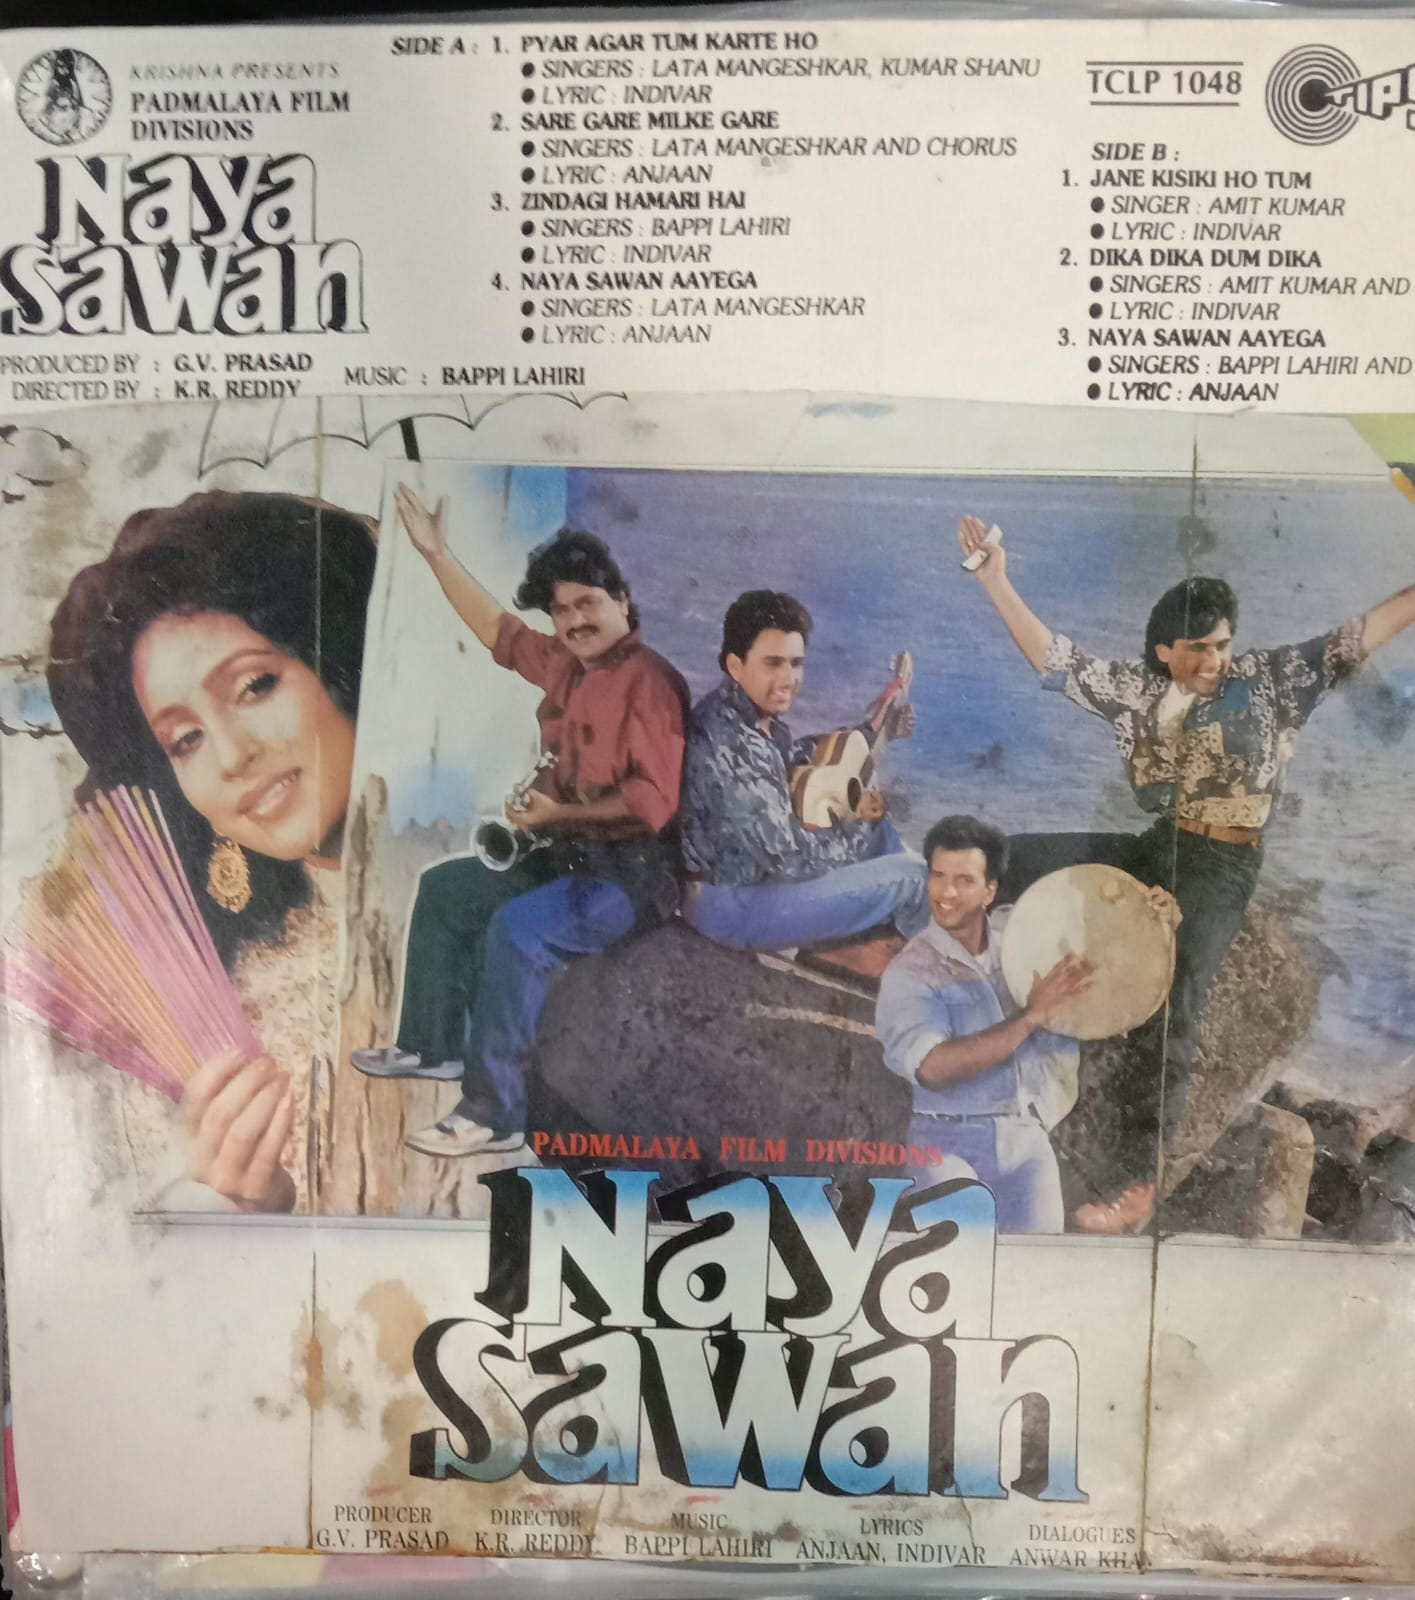 KRISHNA PRESENTS
PADMALAYA FILM
DIVISIONS
Naya
Sawan
PRODUCED BY : G.V. PRASAD
DIRECTED BY : K.R. REDDY
MUSIC : BAPPI LAHIRI
SIDE A : 1. PYAR AGAR TUM KARTE HO
● SINGERS : LATA MANGESHKAR, KUMAR SHANU
● LYRIC : INDIVAR
2. SARE GARE MILKE GARE
● SINGERS : LATA MANGESHKAR AND CHORUS
● LYRIC : ANJAAN
3. ZINDAGI HAMARI HAI
● SINGERS : BAPPI LAHIRI
● LYRIC : INDIVAR
4. NAYA SAWAN AAYEGA
● SINGERS : LATA MANGESHKAR
● LYRIC : ANJAAN
TCLP 1048
SIDE B :
1. JANE KISIKI HO TUM
● SINGER : AMIT KUMAR
● LYRIC : INDIVAR
2. DIKA DIKA DUM DIKA
● SINGERS : AMIT KUMAR AND
● LYRIC : INDIVAR
3. NAYA SAWAN AAYEGA
● SINGERS : BAPPI LAHIRI AND
● LYRIC : ANJAAN
PADMALAYA FILM DIVISIONS
Naya
Sawan
PRODUCER DIRECTOR MUSIC LYRICS DIALOGUES
G.V. PRASAD K.R. REDDY BAPPI LAHIRI ANJAAN, INDIVAR ANWAR KHAN